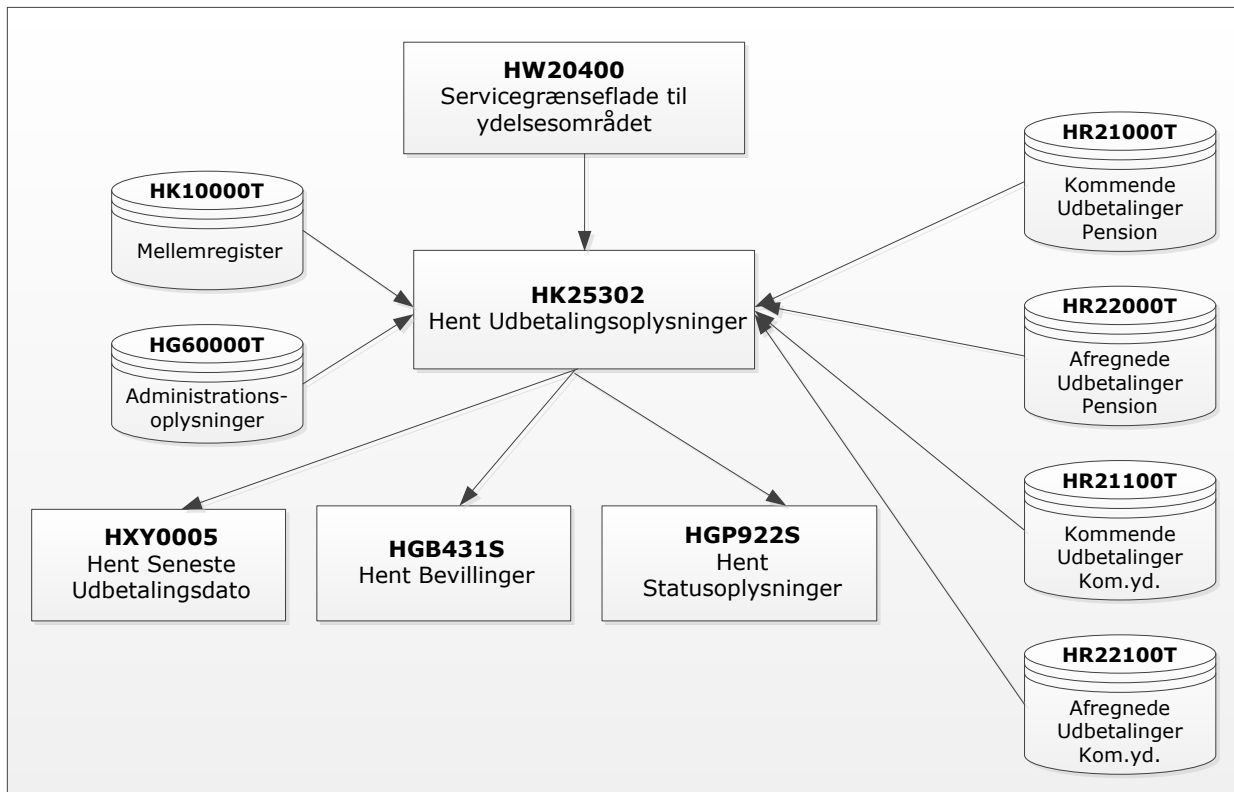 HW20400
Servicegrænseflade til
ydelsesområdet
HK10000T
Mellemregister
HG60000T
Administrations-
oplysninger
HK25302
Hent Udbetalingsoplysninger
HR21000T
Kommende
Udbetalinger
Pension
HR22000T
Afregnede
Udbetalinger
Pension
HR21100T
Kommende
Udbetalinger
Kom.yd.
HR22100T
Afregnede
Udbetalinger
Kom.yd.
HXY0005
Hent Seneste
Udbetalingsdato
HGB431S
Hent Bevillinger
HGP922S
Hent
Statusoplysninger